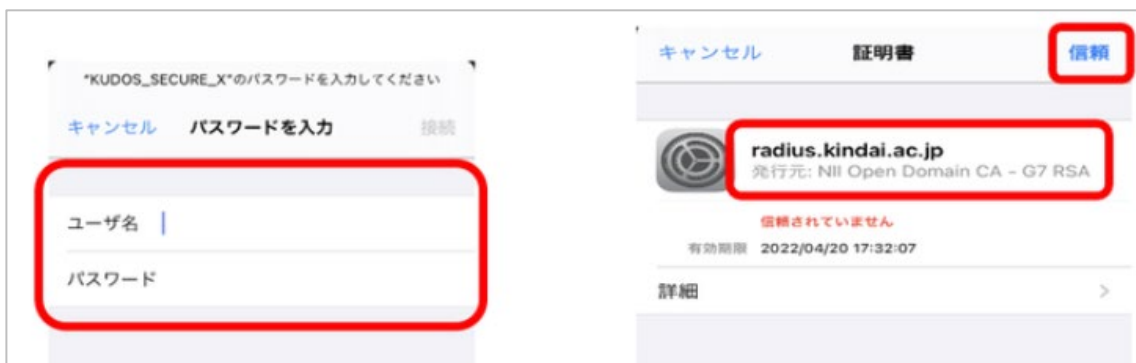 "KUDOS_SECURE_X"のパスワードを入力してください
キャンセル パスワードを入力 接続
ユーザ名
パスワード
キャンセル 証明書 信頼
radius.kindai.ac.jp
発行元: NII Open Domain CA – G7 RSA
信頼されていません
有効期限 2022/04/20 17:32:07
詳細